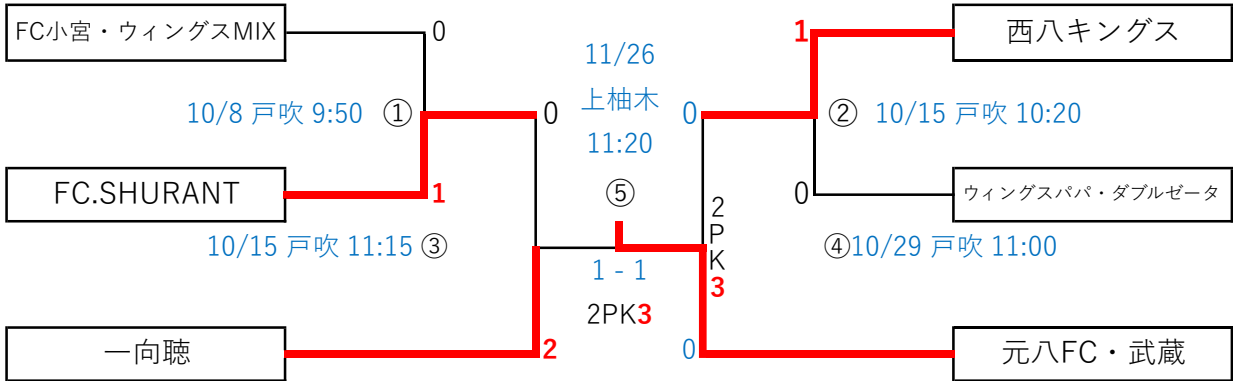 FC小宮・ウィングスMIX
0
11/26
1
西八キングス
10/8 戸吹 9:50
①
0
上柚木
0
②
10/15 戸吹 10:20
11:20
FC.SHURANT
1
⑤
0
ウィングスパパ・ダブルゼータ
10/15 戸吹 11:15 ③
2PK3
④10/29 戸吹 11:00
1 - 1
2PK3
一向聴
2
0
元八FC・武蔵